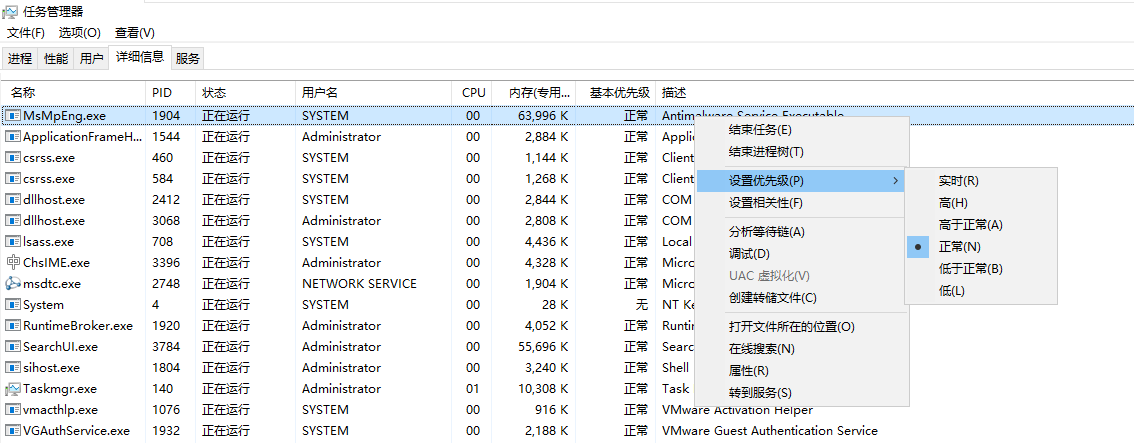 任务管理器
文件(F) 选项(O) 查看(V)
进程 性能 用户 详细信息 服务
名称 PID 状态 用户名 CPU 内存(专用... 基本优先级 描述
MsMpEng.exe 1904 正在运行 SYSTEM 00 63,996 K 正常 Antimalware Service Executable
ApplicationFrameH... 1544 正在运行 Administrator 00 2,884 K 正常 Applic
csrss.exe 460 正在运行 SYSTEM 00 1,144 K 正常 Client
csrss.exe 584 正在运行 SYSTEM 00 1,268 K 正常 Client
dllhost.exe 2412 正在运行 SYSTEM 00 2,844 K 正常 COM
dllhost.exe 3068 正在运行 Administrator 00 2,808 K 正常 COM
lsass.exe 708 正在运行 SYSTEM 00 4,436 K 正常 Local
ChsIME.exe 3396 正在运行 Administrator 00 4,328 K 正常 Micro
msdtc.exe 2748 正在运行 NETWORK SERVICE 00 1,904 K 正常 Micro
System 4 正在运行 SYSTEM 00 28 K 无 NT Ke
RuntimeBroker.exe 1920 正在运行 Administrator 00 4,052 K 正常 Runtin
SearchUI.exe 3784 正在运行 Administrator 00 55,696 K 正常 Search
sihost.exe 1804 正在运行 Administrator 00 3,240 K 正常 Shell
Taskmgr.exe 140 正在运行 Administrator 01 10,308 K 正常 Task
vmacthlp.exe 1076 正在运行 SYSTEM 00 916 K 正常 VMware Activation Helper
VGAuthService.exe 1932 正在运行 SYSTEM 00 2,188 K 正常 VMware Guest Authentication Service
结束任务(E)
结束进程树(T)
设置优先级(P)
设置相关性(F)
分析等待链(A)
调试(D)
UAC 虚拟化(V)
创建转储文件(C)
打开文件所在的位置(O)
在线搜索(N)
属性(R)
转到服务(S)
实时(R)
高(H)
高于正常(A)
正常(N)
低于正常(B)
低(L)